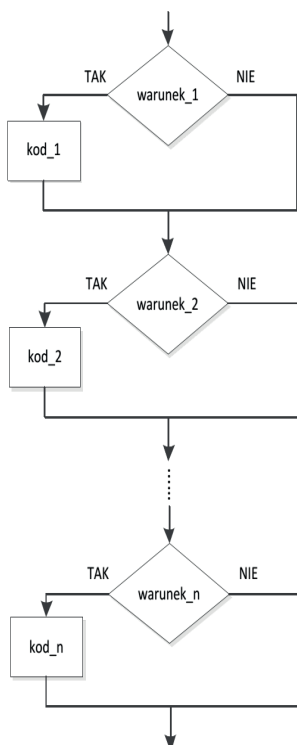 TAK NIE
warunek_1
kod_1
TAK NIE
warunek_2
kod_2
TAK NIE
warunek_n
kod_n